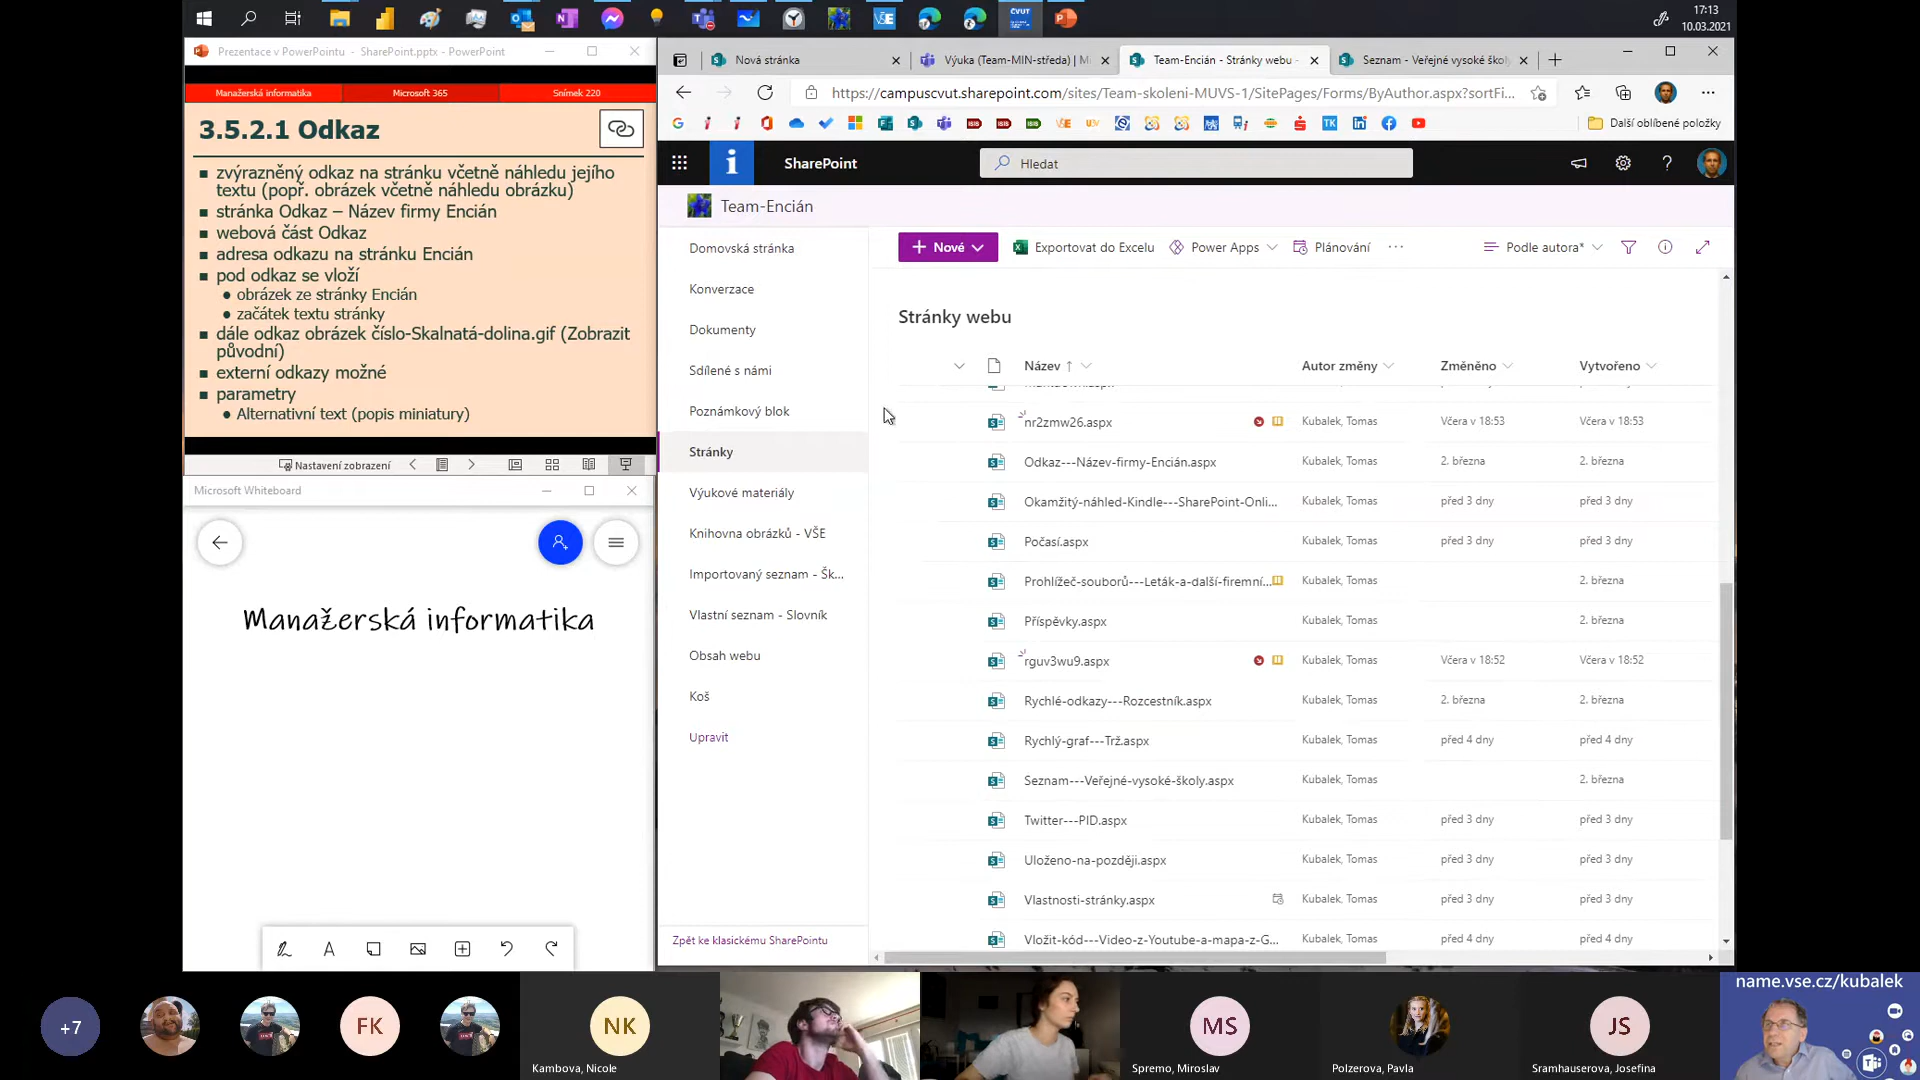 17:13
10.03.2021
Prezentace v PowerPointu - SharePoint.pptx - PowerPoint
Manažerská informatika
Microsoft 365
Snímek 220
3.5.2.1 Odkaz
zvýrazněný odkaz na stránku včetně náhledu jejího
textu (popř. obrázek včetně náhledu obrázku)
stránka Odkaz – Název firmy Encián
webová část Odkaz
adresa odkazu na stránku Encián
pod odkaz se vloží
obrázek ze stránky Encián
začátek textu stránky
dále odkaz obrázek číslo-Skalnatá-dolina.gif (Zobrazit
původní)
externí odkazy možné
parametry
Alternativní text (popis miniatury)
Nastavení zobrazení
Microsoft Whiteboard
Manažerská informatika
Nová stránka
Výuka (Team-MIN-středa) | M
Team-Encián - Stránky webu -
Seznam - Veřejné vysoké škol
https://campuscvut.sharepoint.com/sites/Team-skoleni-MUVS-1/SitePages/Forms/ByAuthor.aspx?sortFi...
Další oblíbené položky
SharePoint
Hledat
Team-Encián
Domovská stránka
Konverzace
Dokumenty
Sdílené s námi
Poznámkový blok
Stránky
Výukové materiály
Knihovna obrázků - VŠE
Importovaný seznam - Šk...
Vlastní seznam - Slovník
Obsah webu
Koš
Upravit
Zpět ke klasickému SharePointu
Nové
Exportovat do Excelu
Power Apps
Plánování
Podle autora*
Stránky webu
Název
Autor změny
Změněno
Vytvořeno
nr2zmw26.aspx Kubalek, Tomas Včera v 18:53 Včera v 18:53
Odkaz---Název-firmy-Encián.aspx Kubalek, Tomas 2. března 2. března
Okamžitý-náhled-Kindle---SharePoint-Onli... Kubalek, Tomas před 3 dny před 3 dny
Počasí.aspx Kubalek, Tomas před 3 dny před 3 dny
Prohlížeč-souborů---Leták-a-další-firemní... Kubalek, Tomas 2. března
Příspěvky.aspx Kubalek, Tomas 2. března
rguv3wu9.aspx Kubalek, Tomas Včera v 18:52 Včera v 18:52
Rychlé-odkazy---Rozcestník.aspx Kubalek, Tomas 2. března 2. března
Rychlý-graf---Trž.aspx Kubalek, Tomas před 4 dny před 4 dny
Seznam---Veřejné-vysoké-školy.aspx Kubalek, Tomas 2. března
Twitter---PID.aspx Kubalek, Tomas před 3 dny před 3 dny
Uloženo-na-později.aspx Kubalek, Tomas před 3 dny před 3 dny
Vlastnosti-stránky.aspx Kubalek, Tomas před 3 dny před 3 dny
Vložit-kód---Video-z-Youtube-a-mapa-z-G... Kubalek, Tomas před 4 dny před 4 dny
+7
FK
NK
Kambova, Nicole
MS
Spremo, Miroslav
Polzerova, Pavla
JS
Sramhauserova, Josefina
name.vse.cz/kubalek